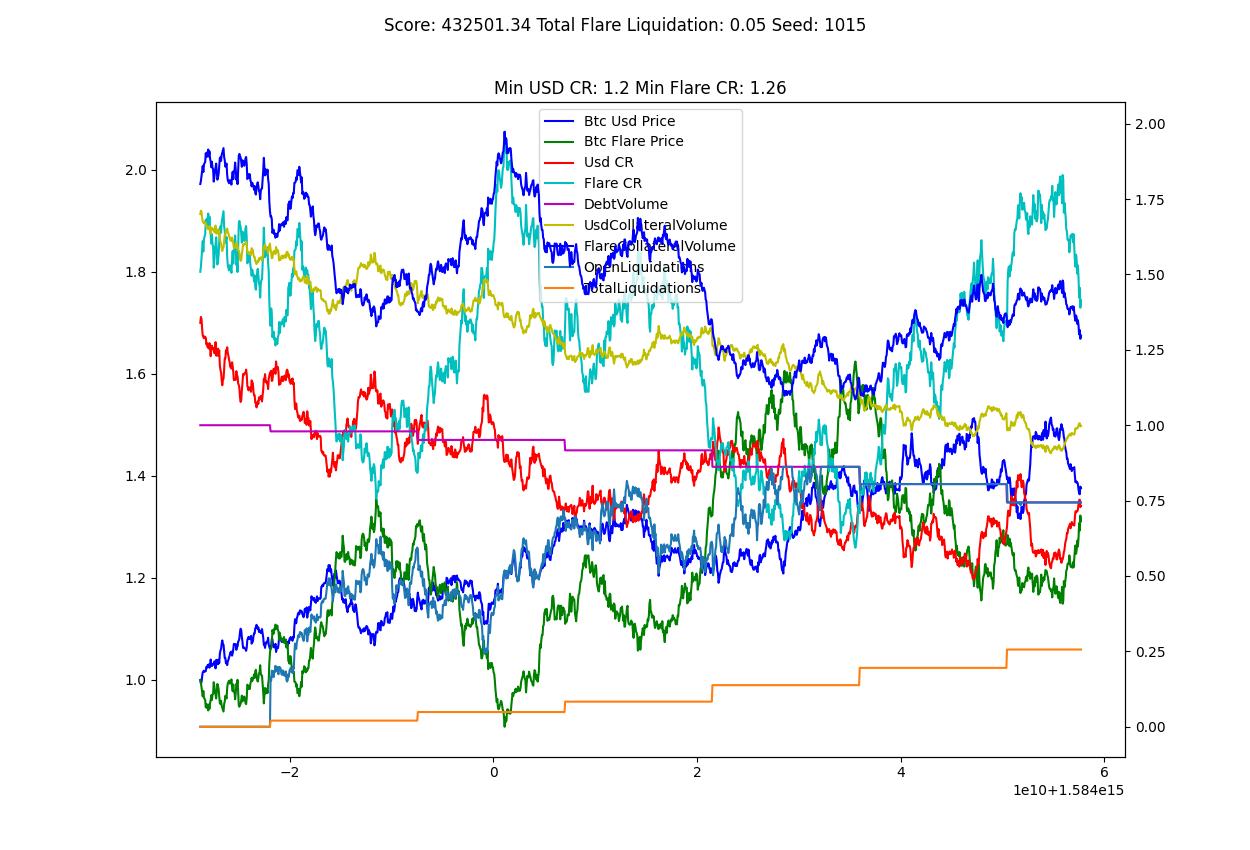 Score: 432501.34 Total Flare Liquidation: 0.05 Seed: 1015
Min USD CR: 1.2 Min Flare CR: 1.26
Btc Usd Price
Btc Flare Price
Usd CR
Flare CR
DebtVolume
UsdCollateralVolume
FlareCollateralVolume
OpenLiquidations
TotalLiquidations
2.0
1.8
1.6
1.4
1.2
1.0
2.00
1.75
1.50
1.25
1.00
0.75
0.50
0.25
0.00
−2
0
2
4
6
1e10+1.584e15